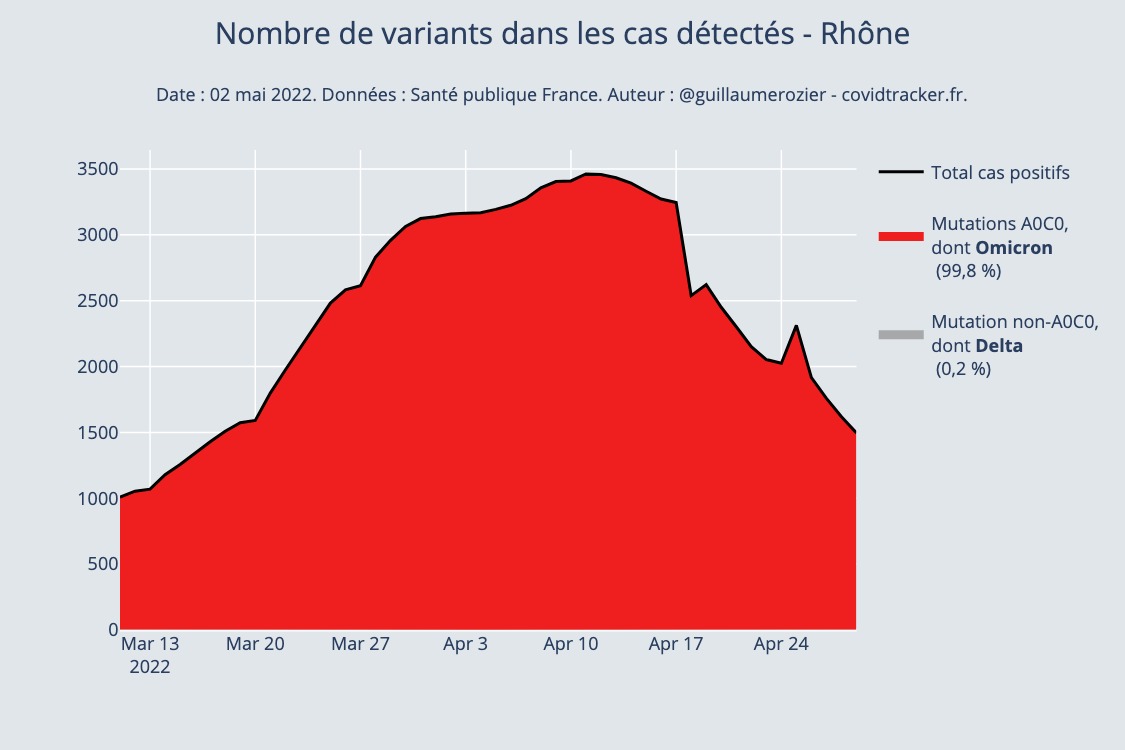 Nombre de variants dans les cas détectés - Rhône
Date : 02 mai 2022. Données : Santé publique France. Auteur : @guillaumerozier - covidtracker.fr.
3500
3000
2500
2000
1500
1000
500
0
Mar 13
2022
Mar 20
Mar 27
Apr 3
Apr 10
Apr 17
Apr 24
Total cas positifs
Mutations A0C0,
dont Omicron
(99,8 %)
Mutation non-A0C0,
dont Delta
(0,2 %)